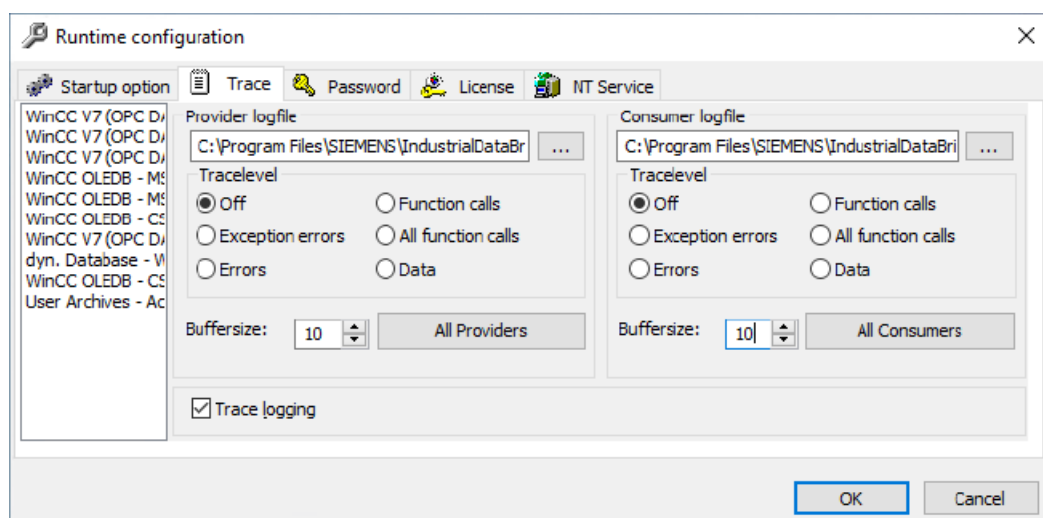 Runtime configuration
Startup option Trace Password License NT Service
WinCC V7 (OPC DA
WinCC V7 (OPC DA
WinCC V7 (OPC DA
WinCC OLEDB - MS
WinCC OLEDB - MS
WinCC OLEDB - CS
WinCC V7 (OPC DA
dyn. Database - W
WinCC OLEDB - CS
User Archives - Ac
Provider logfile
C:\Program Files\SIEMENS\IndustrialDataBr ...
Tracelevel
Off Function calls
Exception errors All function calls
Errors Data
Buffersize: 10 All Providers
Consumer logfile
C:\Program Files\SIEMENS\IndustrialDataBri ...
Tracelevel
Off Function calls
Exception errors All function calls
Errors Data
Buffersize: 10 All Consumers
Trace logging
OK Cancel